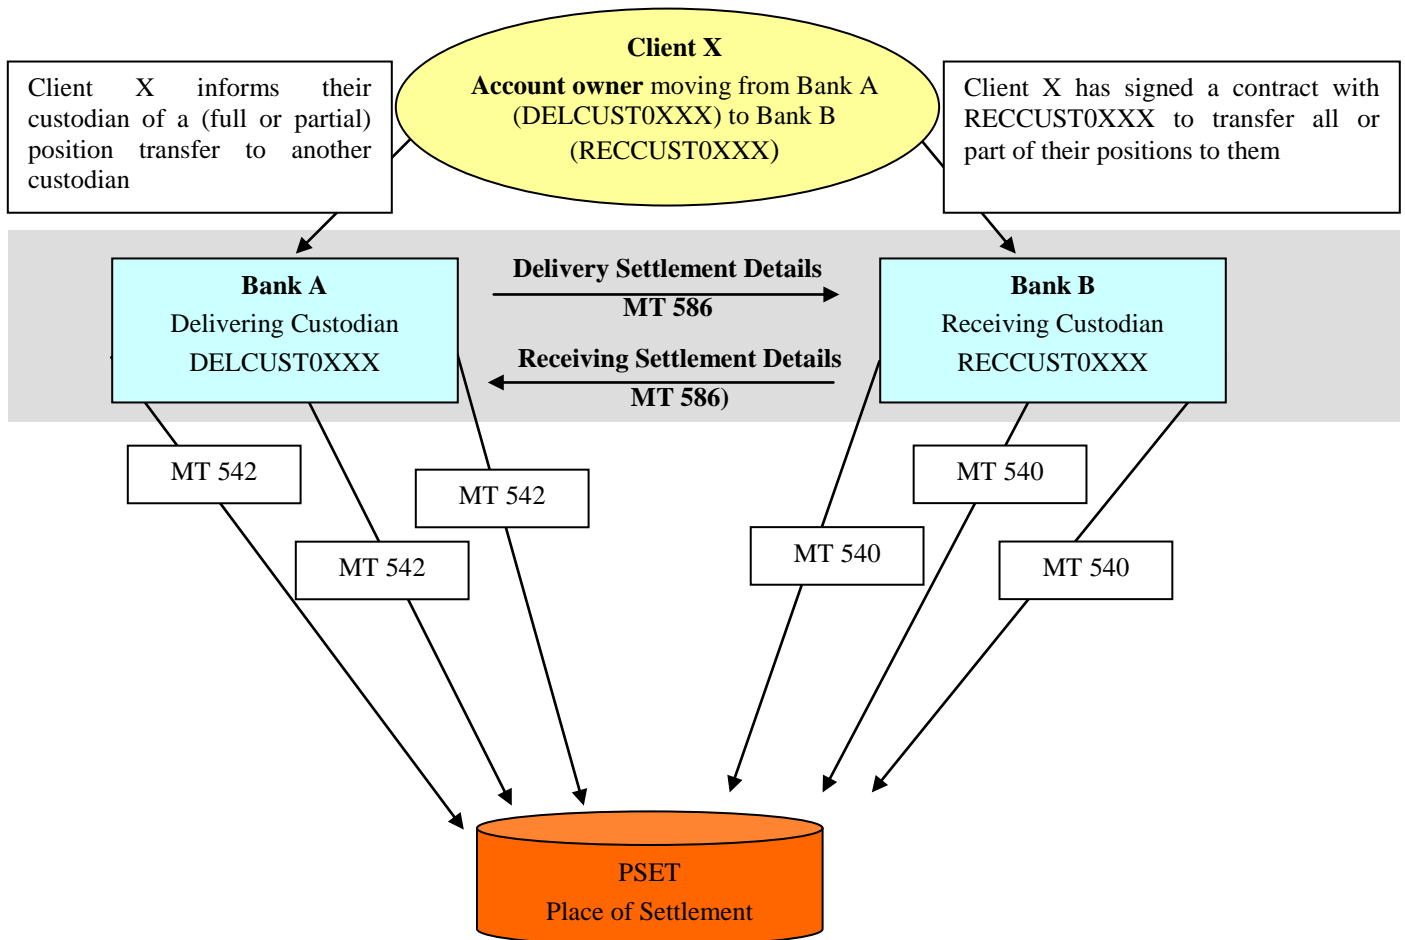 Client X
Account owner moving from Bank A
(DELCUST0XXX) to Bank B
(RECCUST0XXX)
Client X informs their
custodian of a (full or partial)
position transfer to another
custodian
Client X has signed a contract with
RECCUST0XXX to transfer all or
part of their positions to them
Bank A
Delivering Custodian
DELCUST0XXX
Delivery Settlement Details
MT 586
Receiving Settlement Details
MT 586)
Bank B
Receiving Custodian
RECCUST0XXX
MT 542
MT 542
MT 542
MT 540
MT 540
MT 540
PSET
Place of Settlement